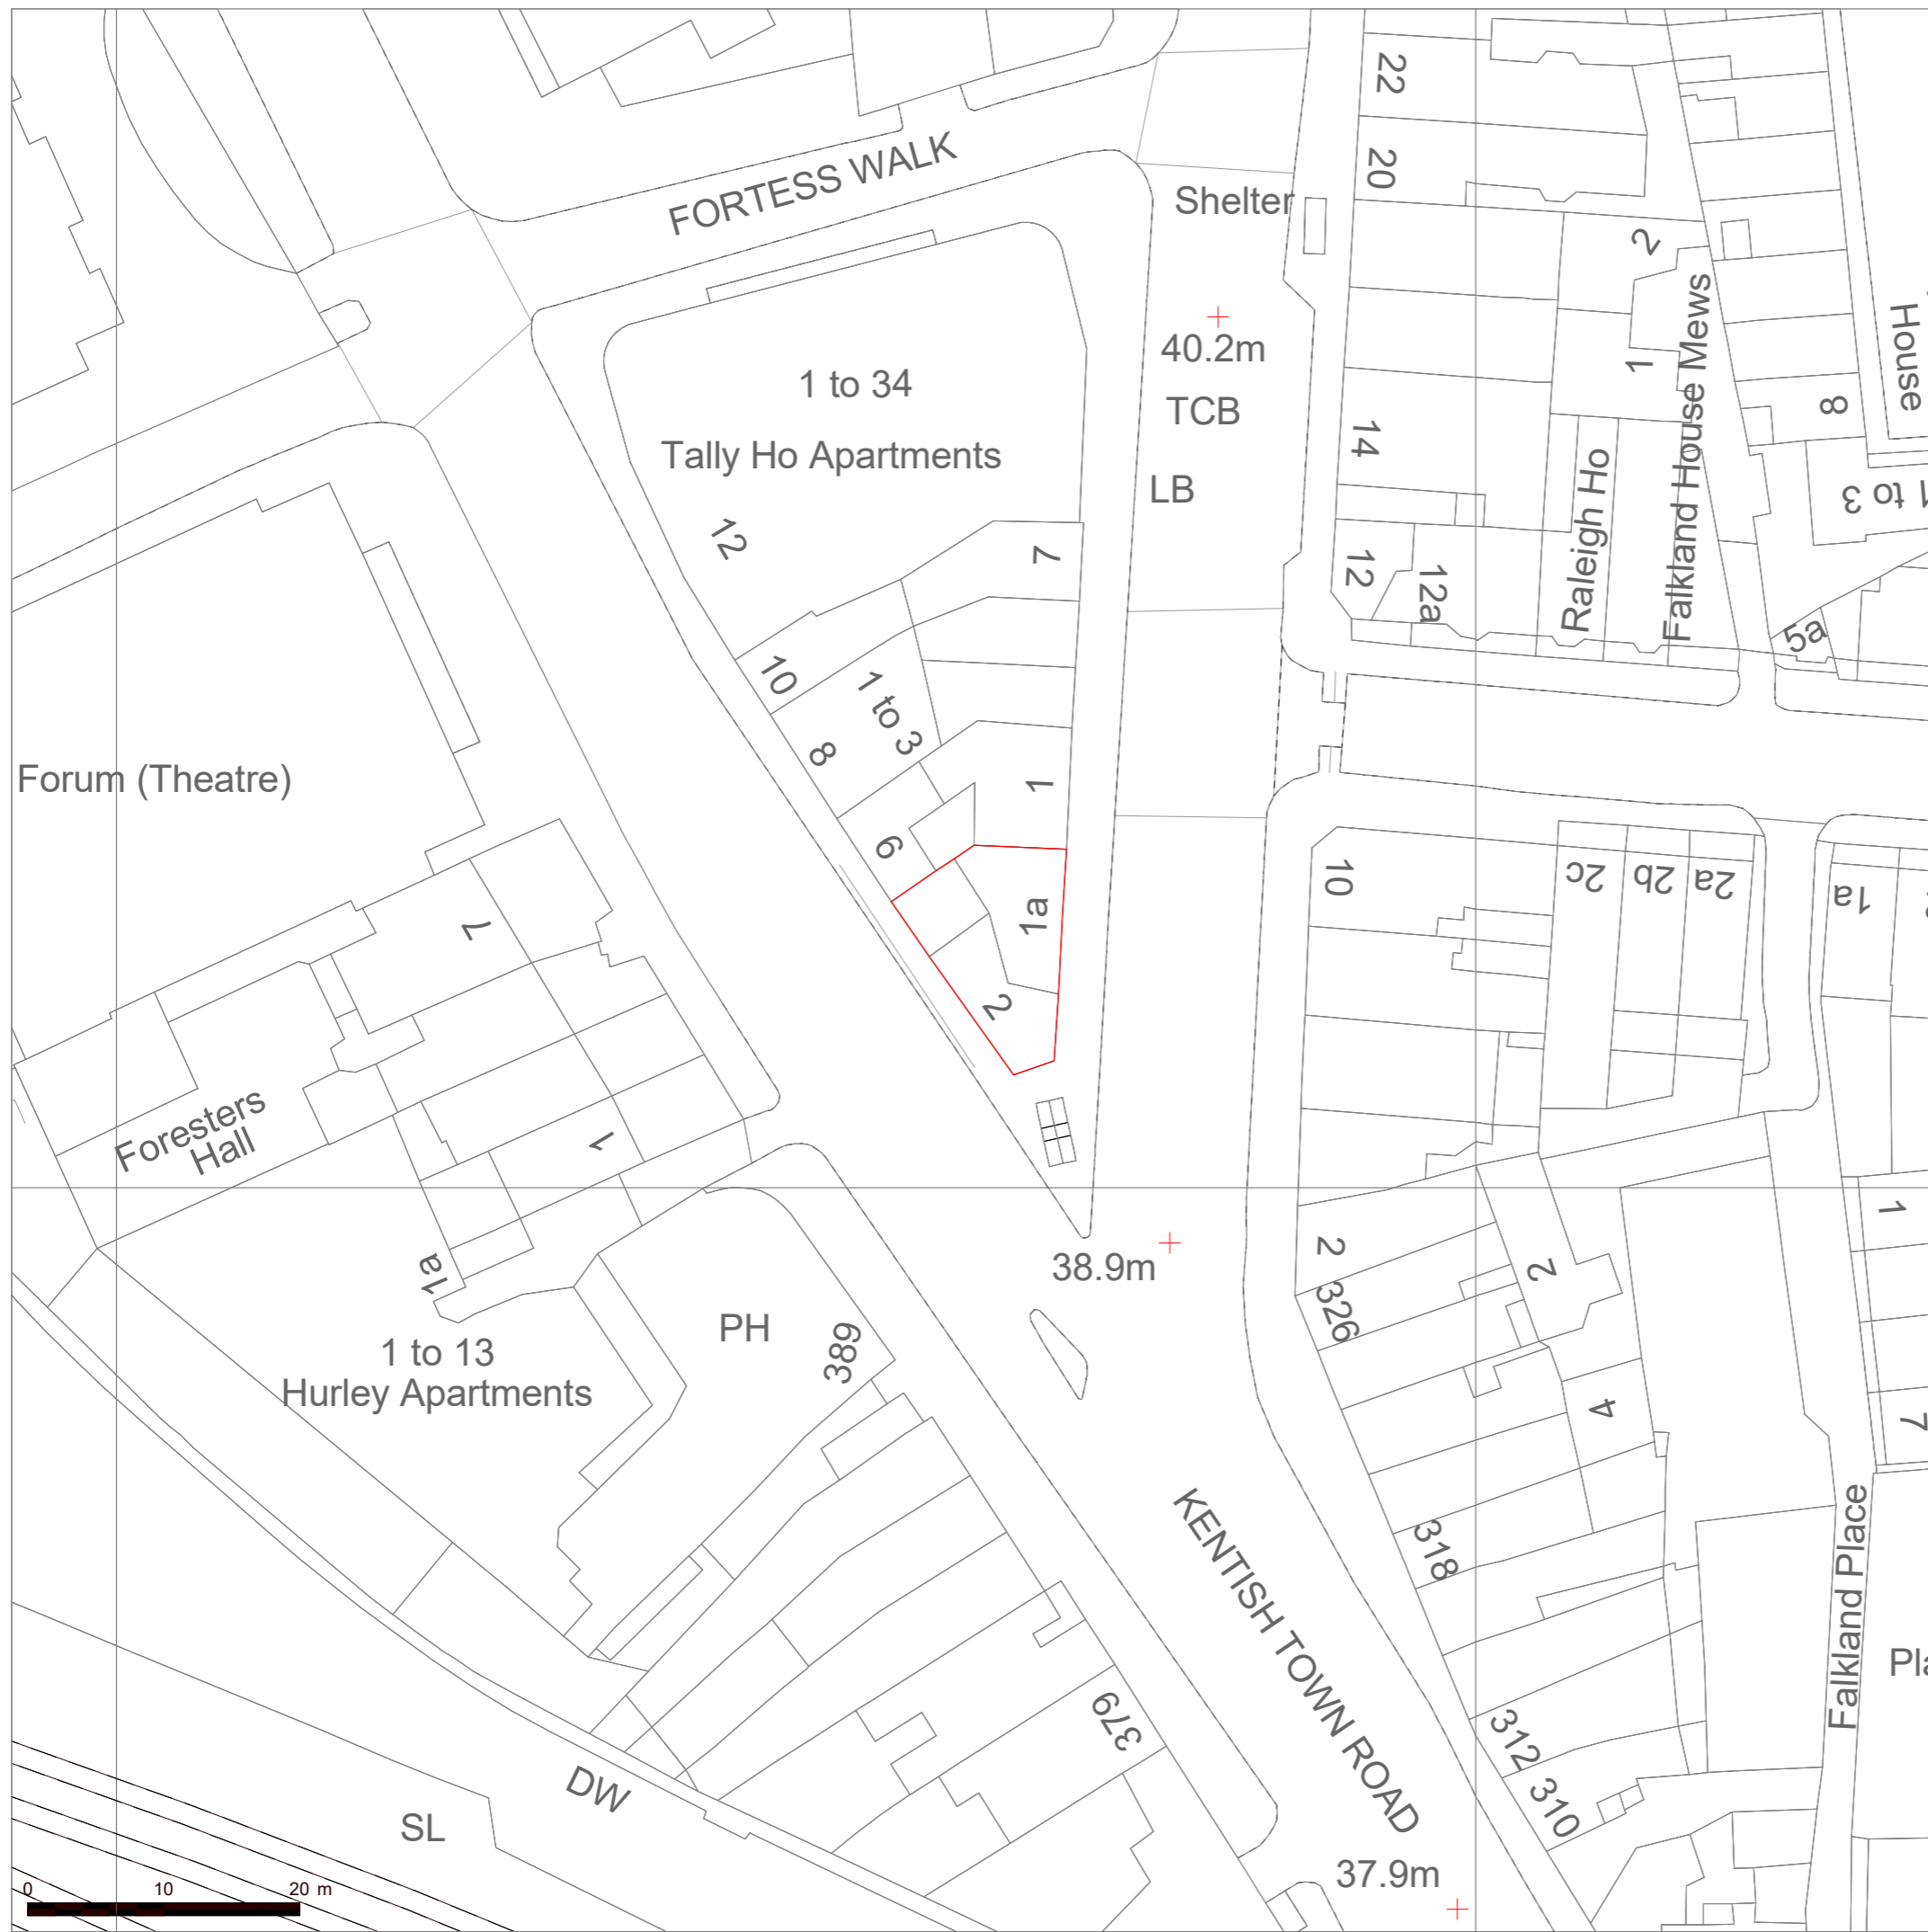 22
FORTESS WALK
20
Shelter
2
40.2m
House
1 to 34
1
8
TCB
Tally Ho Apartments
14
LB
Raleigh Ho
Falkland House Mews
1 to 3
12
7
12
12a
5a
10
1 to 3
8
Forum (Theatre)
1
6
10
2c
2b
2a
1a
1a
7
2
Foresters
Hall
1
1
2
38.9m
2
1a
326
PH
389
1 to 13
Hurley Apartments
4
7
KENTISH TOWN ROAD
318
Falkland Place
379
312
310
DW
SL
37.9m
0 10 20 m